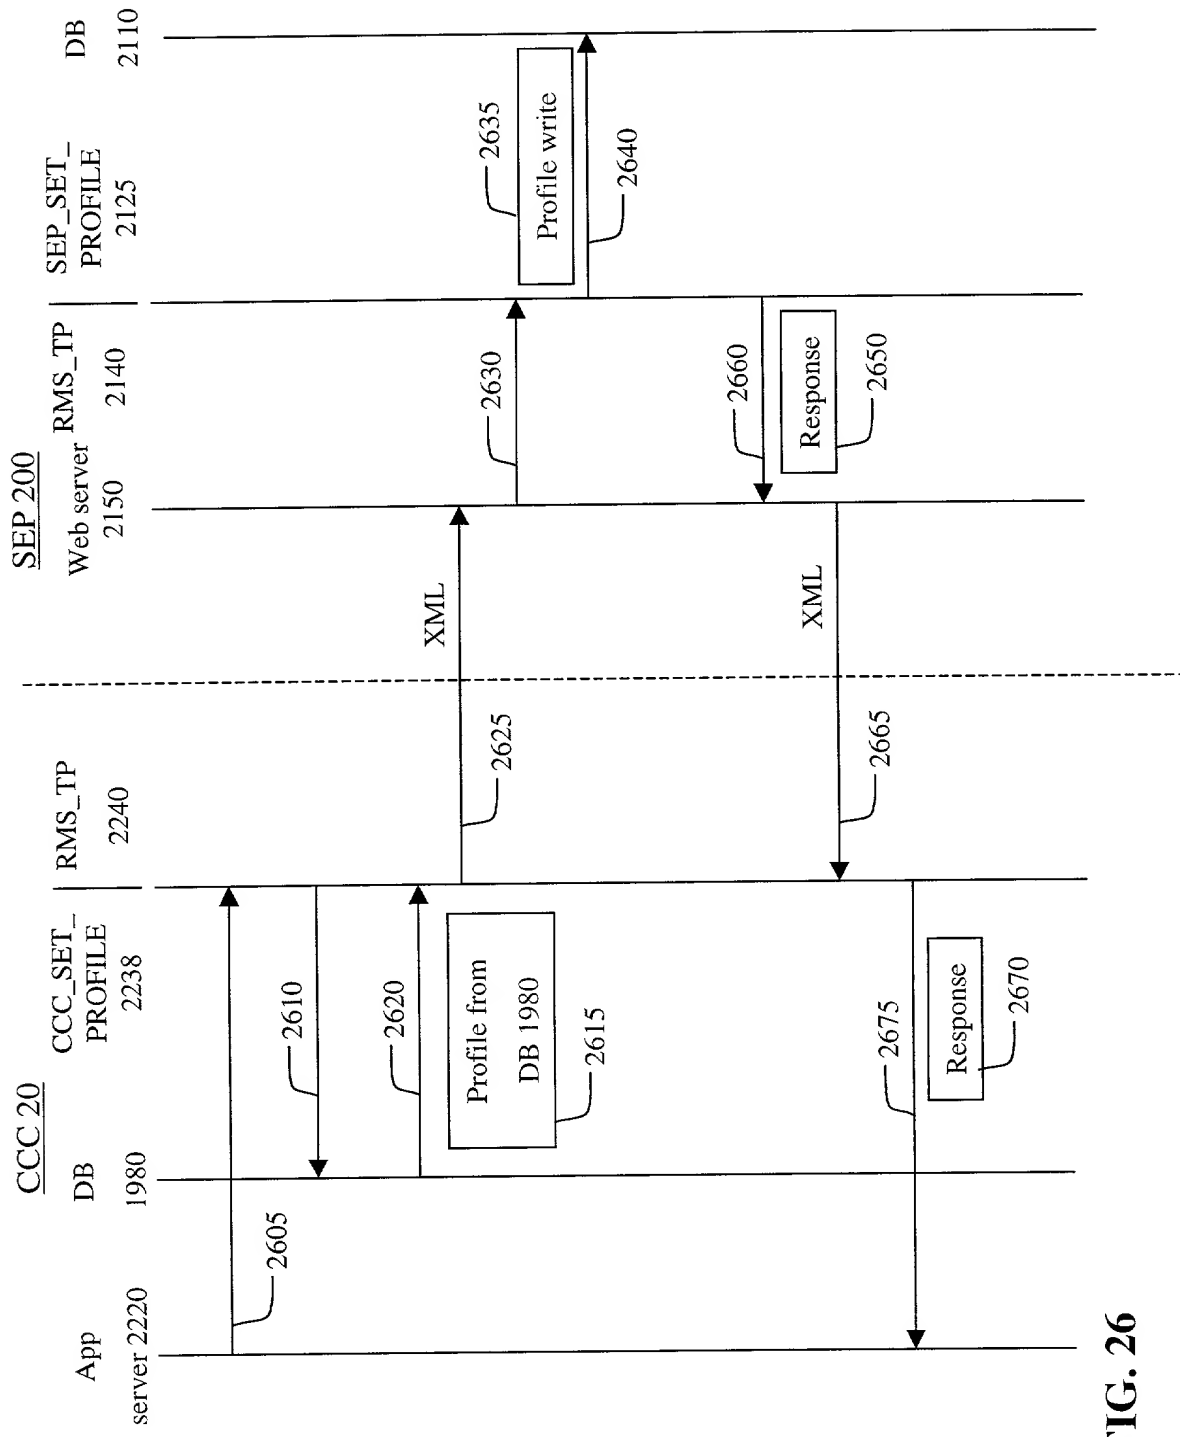 CCC 20
SEP 200
App
server 2220
DB
1980
CCC_SET_
PROFILE
2238
RMS_TP
2240
Web server
2150
RMS_TP
2140
SEP_SET_
PROFILE
2125
DB
2110
2605
2610
2620
Profile from
DB 1980
2615
2625
XML
2630
2635
Profile write
2640
2660
Response
2650
XML
2665
2675
Response
2670
FIG. 26